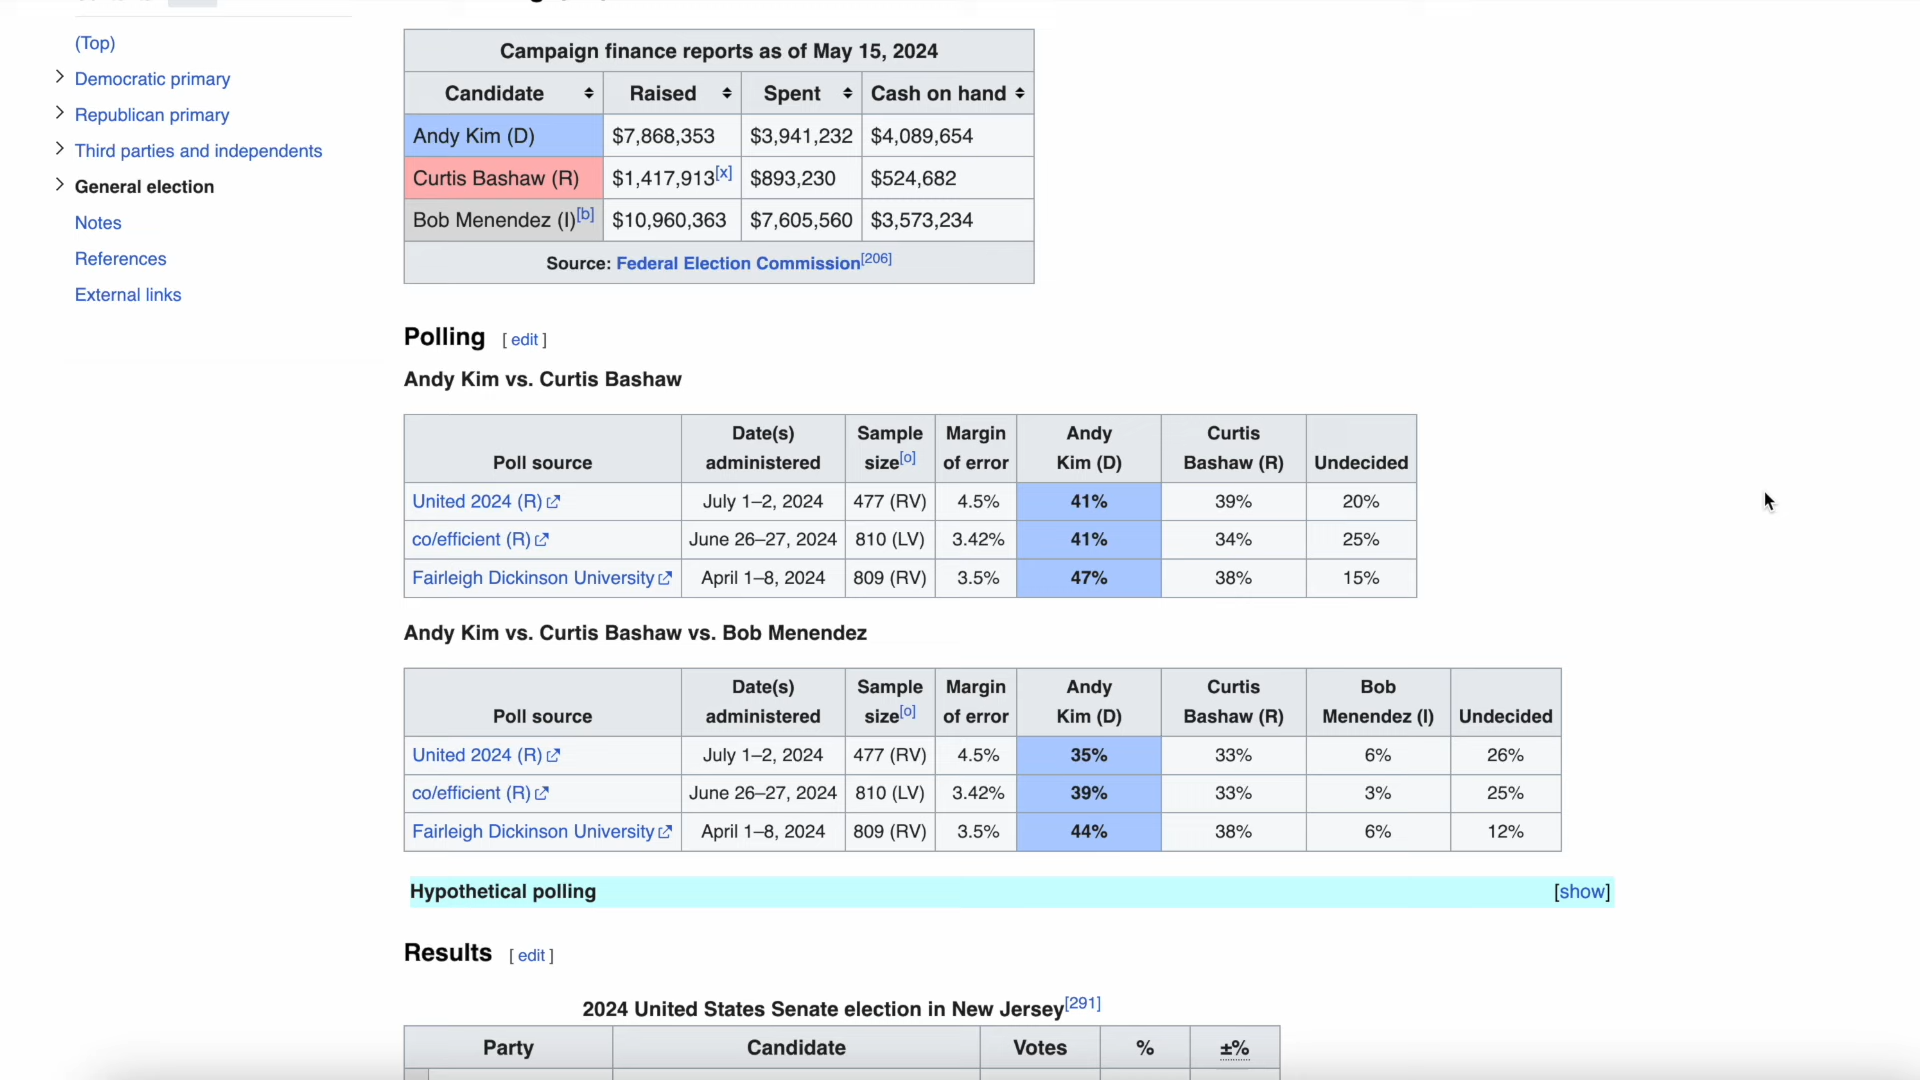 (Top)
Democratic primary
Republican primary
Third parties and independents
General election
Notes
References
External links
Campaign finance reports as of May 15, 2024
Candidate Raised Spent Cash on hand
Andy Kim (D) $7,868,353 $3,941,232 $4,089,654
Curtis Bashaw (R) $1,417,913[x] $893,230 $524,682
Bob Menendez (I)[b] $10,960,363 $7,605,560 $3,573,234
Source: Federal Election Commission[206]
Polling [ edit ]
Andy Kim vs. Curtis Bashaw
Poll source Date(s) administered Sample size[o] Margin of error Andy Kim (D) Curtis Bashaw (R) Undecided
United 2024 (R) July 1–2, 2024 477 (RV) 4.5% 41% 39% 20%
co/efficient (R) June 26–27, 2024 810 (LV) 3.42% 41% 34% 25%
Fairleigh Dickinson University April 1–8, 2024 809 (RV) 3.5% 47% 38% 15%
Andy Kim vs. Curtis Bashaw vs. Bob Menendez
Poll source Date(s) administered Sample size[o] Margin of error Andy Kim (D) Curtis Bashaw (R) Bob Menendez (I) Undecided
United 2024 (R) July 1–2, 2024 477 (RV) 4.5% 35% 33% 6% 26%
co/efficient (R) June 26–27, 2024 810 (LV) 3.42% 39% 33% 3% 25%
Fairleigh Dickinson University April 1–8, 2024 809 (RV) 3.5% 44% 38% 6% 12%
Hypothetical polling [show]
Results [ edit ]
2024 United States Senate election in New Jersey[291]
Party Candidate Votes % ±%